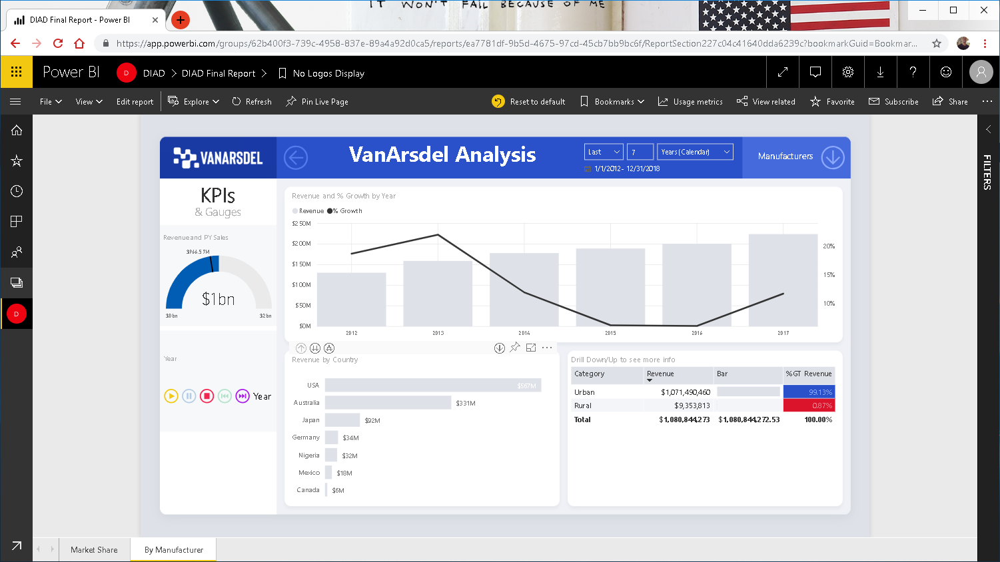 IT WON'T FAIL BECAUSE OF ME
DIAD Final Report - Power BI
https://app.powerbi.com/groups/62b400f3-739c-4958-837e-89a4a92d0ca5/reports/ea7781df-9b5d-4675-97cd-45cb7bb9bc6f/ReportSection227c04c41640dda6239c?bookmarkGuid=Bookmar...
Power BI D DIAD > DIAD Final Report > No Logos Display
File View Edit report Explore Refresh Pin Live Page Reset to default Bookmarks Usage metrics View related Favorite Subscribe Share ...
VANARSDEL
VanArsdel Analysis
Last 7 Years (Calendar)
1/1/2012 - 12/31/2018
Manufacturers
FILTERS
KPIs
& Gauges
Revenue and PY Sales
$966.57M
$1bn
$0bn $2bn
Year
Year
D
Revenue and % Growth by Year
Revenue % Growth
$250M
$200M
$150M
$100M
$50M
$0M
20%
15%
10%
2012 2013 2014 2015 2016 2017
Revenue by Country
USA $567M
Australia $331M
Japan $92M
Germany $34M
Nigeria $32M
Mexico $18M
Canada $6M
Drill Down/Up to see more info
Category Revenue Bar %GT Revenue
Urban $1,071,490,460 99.13%
Rural $9,353,813 0.87%
Total $1,080,844,273 $1,080,844,272.53 100.00%
Market Share By Manufacturer